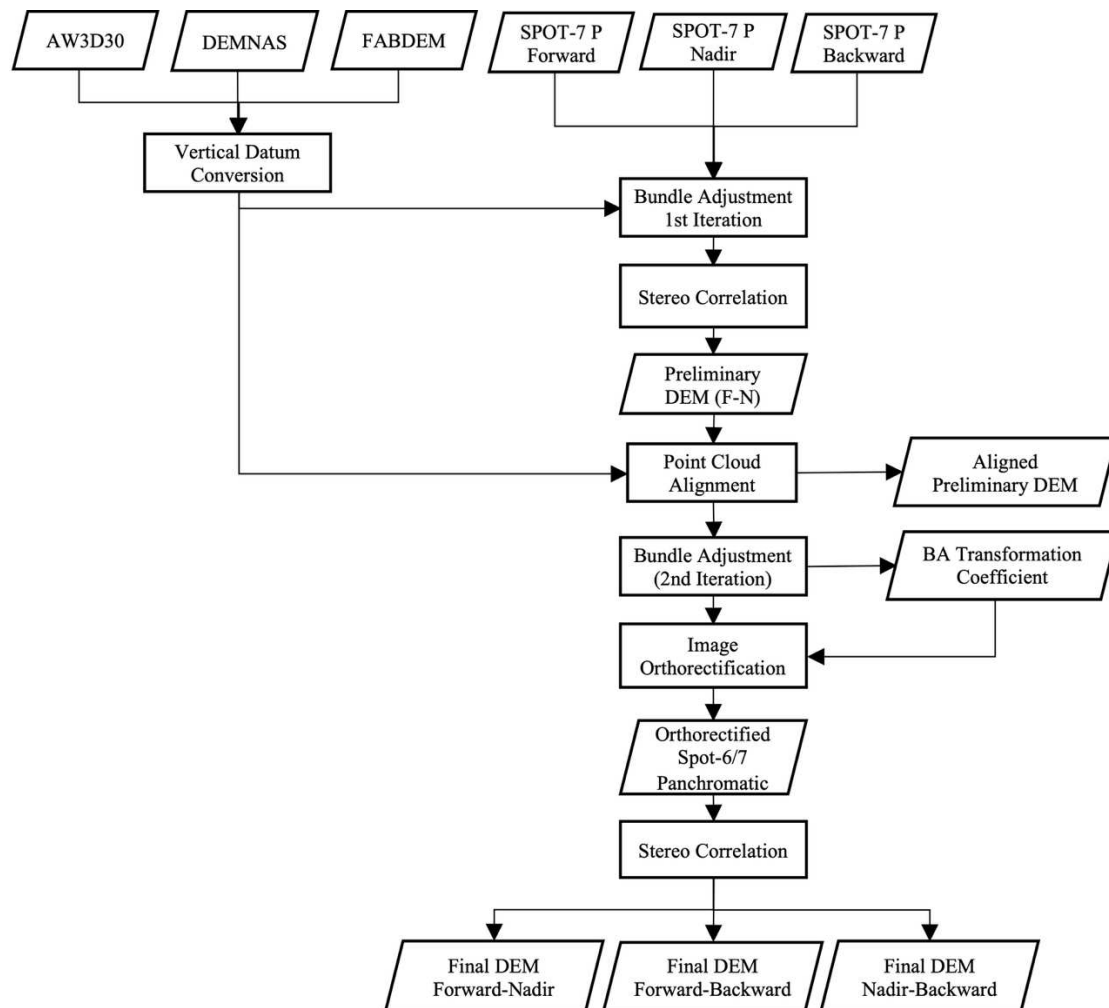 AW3D30
DEMNAS
FABDEM
SPOT-7 P
Forward
SPOT-7 P
Nadir
SPOT-7 P
Backward
Vertical Datum
Conversion
Bundle Adjustment
1st Iteration
Stereo Correlation
Preliminary
DEM (F-N)
Point Cloud
Alignment
Aligned
Preliminary DEM
Bundle Adjustment
(2nd Iteration)
BA Transformation
Coefficient
Image
Orthorectification
Orthorectified
Spot-6/7
Panchromatic
Stereo Correlation
Final DEM
Forward-Nadir
Final DEM
Forward-Backward
Final DEM
Nadir-Backward